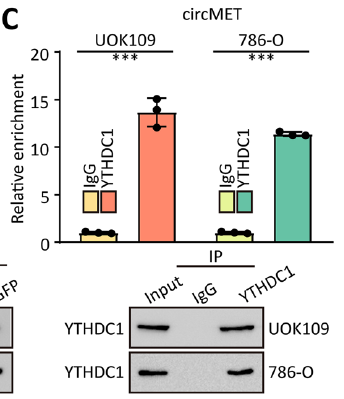 C
circMET
UOK109 786-O
*** ***
20
15
10
5
0
Relative enrichment
IgG
YTHDC1
IgG
YTHDC1
IP
Input IgG YTHDC1
YTHDC1 UOK109
YTHDC1 786-O